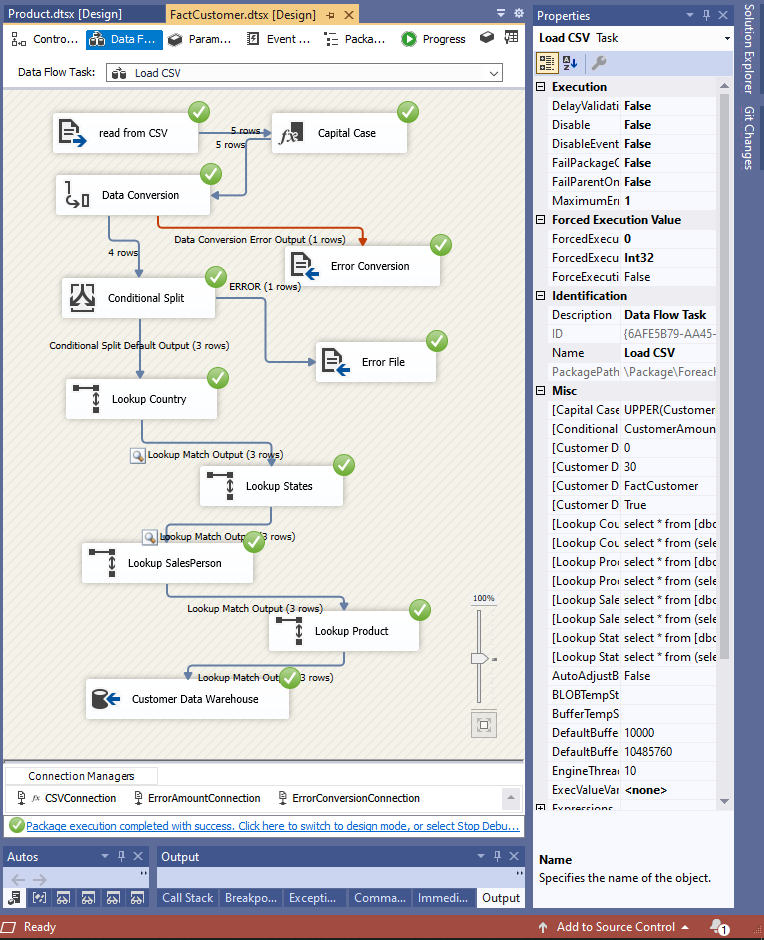 Product.dtsx [Design]
FactCustomer.dtsx [Design]
Contro...
Data F...
Param...
Event ...
Packa...
Progress
Data Flow Task:
Load CSV
read from CSV
5 rows
Capital Case
5 rows
Data Conversion
Data Conversion Error Output (1 rows)
4 rows
Error Conversion
ERROR (1 rows)
Conditional Split
Conditional Split Default Output (3 rows)
Error File
Lookup Country
Lookup Match Output (3 rows)
Lookup States
Lookup Match Outp
3 rows)
Lookup SalesPerson
Lookup Match Output (3 rows)
Lookup Product
Lookup Match Out
3 rows)
Customer Data Warehouse
100%
Connection Managers
CSVConnection
ErrorAmountConnection
ErrorConversionConnection
Package execution completed with success. Click here to switch to design mode, or select Stop Debu...
Autos
Output
Call Stack
Breakpo...
Excepti...
Comma...
Immedi...
Output
Ready
Add to Source Control
1
Properties
Load CSV Task
Execution
DelayValidati False
Disable False
DisableEvent False
FailPackageC False
FailParentOn False
MaximumErr 1
Forced Execution Value
ForcedExecu 0
ForcedExecu Int32
ForceExecuti False
Identification
Description Data Flow Task
ID {6AFE5B79-AA45-
Name Load CSV
PackagePath \Package\Foreach
Misc
[Capital Case UPPER(Customer
[Conditional CustomerAmoun
[Customer D 0
[Customer D 30
[Customer D FactCustomer
[Customer D True
[Lookup Cou select * from [dbo
[Lookup Cou select * from (sele
[Lookup Pro select * from [dbo
[Lookup Pro select * from (sele
[Lookup Sale select * from [dbo
[Lookup Sale select * from (sele
[Lookup Stat select * from [dbo
[Lookup Stat select * from (sele
AutoAdjustB False
BLOBTempSt
BufferTempS
DefaultBuffe 10000
DefaultBuffe 10485760
EngineThrea 10
ExecValueVar <none>
Expressions
Name
Specifies the name of the object.
Solution Explorer
Git Changes